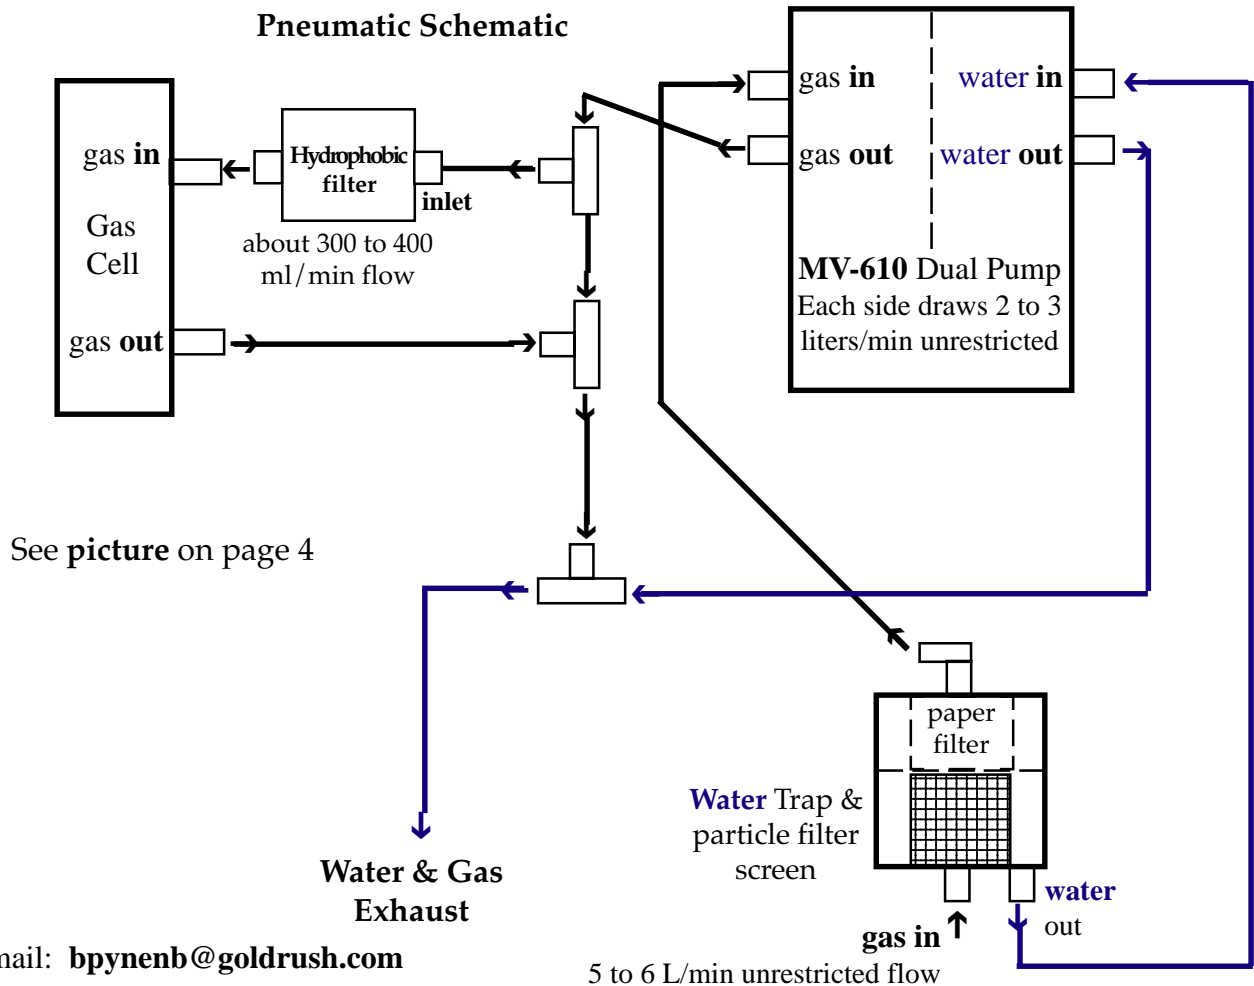 Pneumatic Schematic
gas in
Gas
Cell
gas out
Hydrophobic
filter
inlet
about 300 to 400
ml/min flow
gas in
gas out
water in
water out
MV-610 Dual Pump
Each side draws 2 to 3
liters/min unrestricted
See picture on page 4
paper
filter
Water Trap &
particle filter
screen
Water & Gas
Exhaust
water
out
gas in
5 to 6 L/min unrestricted flow
mail: bpynenb@goldrush.com